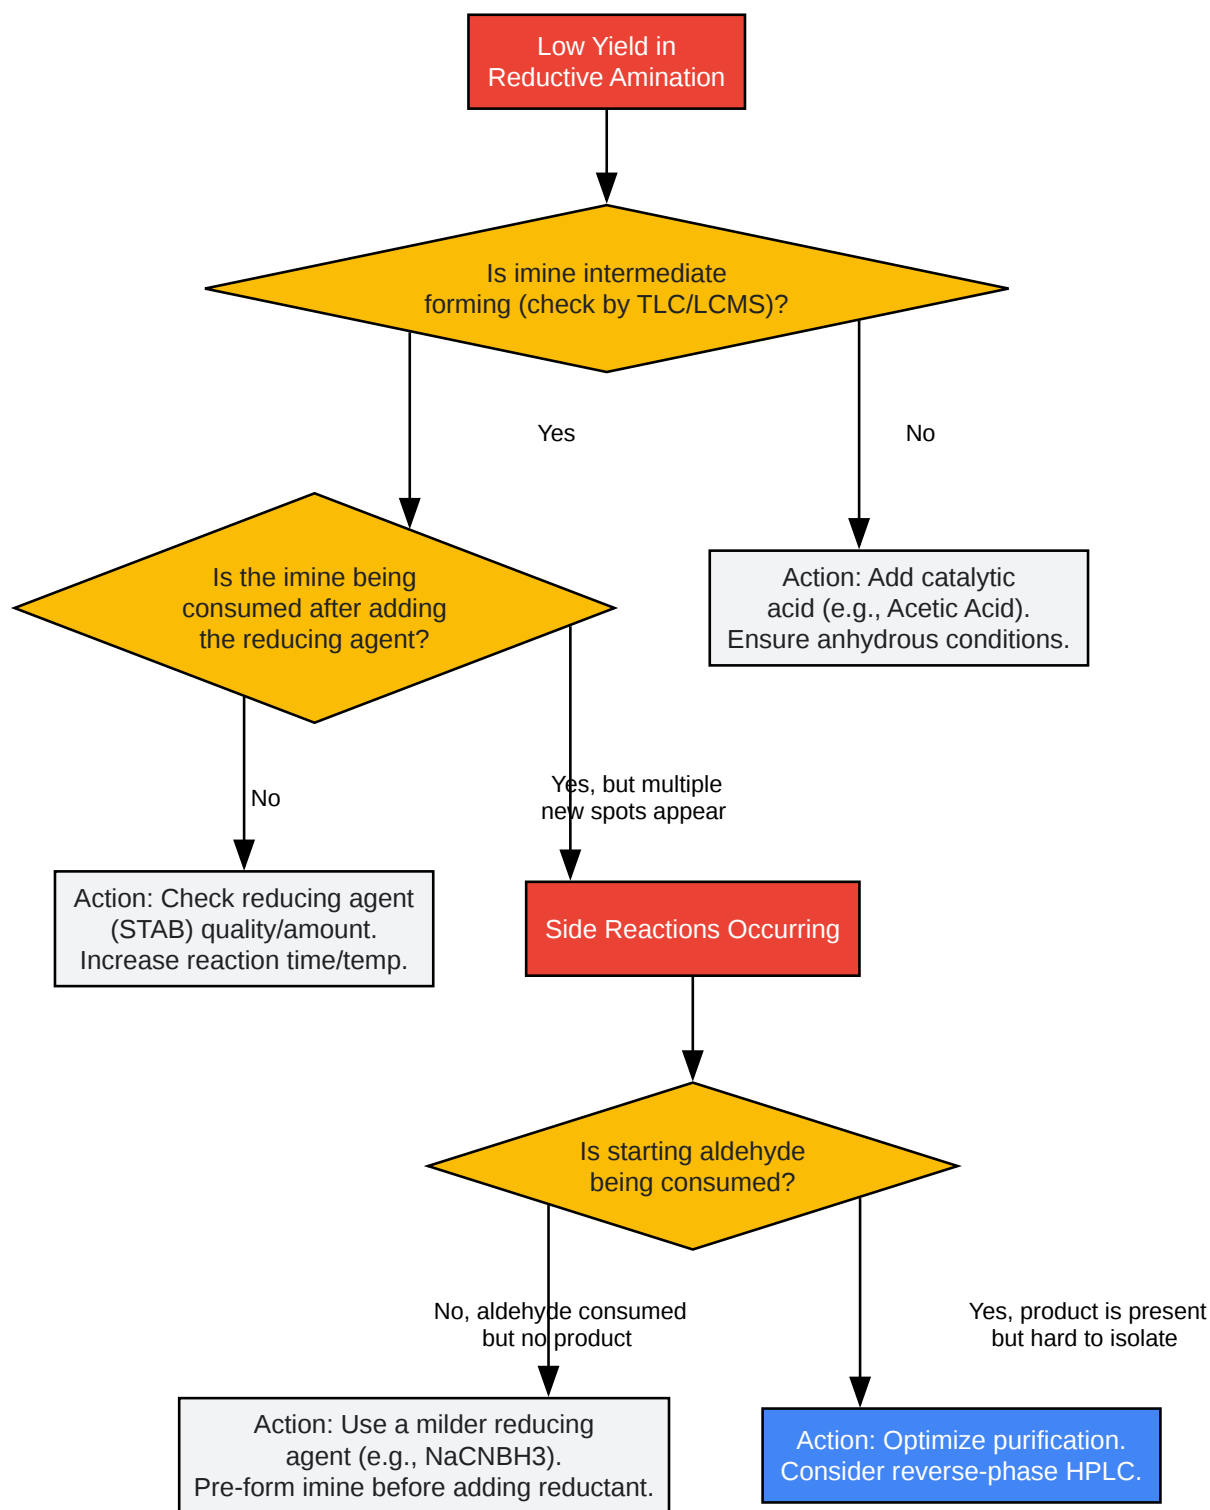 Low Yield in
Reductive Amination
Is imine intermediate
forming (check by TLC/LCMS)?
Yes
No
Is the imine being
consumed after adding
the reducing agent?
Action: Add catalytic
acid (e.g., Acetic Acid).
Ensure anhydrous conditions.
No
Yes, but multiple
new spots appear
Action: Check reducing agent
(STAB) quality/amount.
Increase reaction time/temp.
Side Reactions Occurring
Is starting aldehyde
being consumed?
No, aldehyde consumed
but no product
Yes, product is present
but hard to isolate
Action: Use a milder reducing
agent (e.g., NaCNBH3).
Pre-form imine before adding reductant.
Action: Optimize purification.
Consider reverse-phase HPLC.